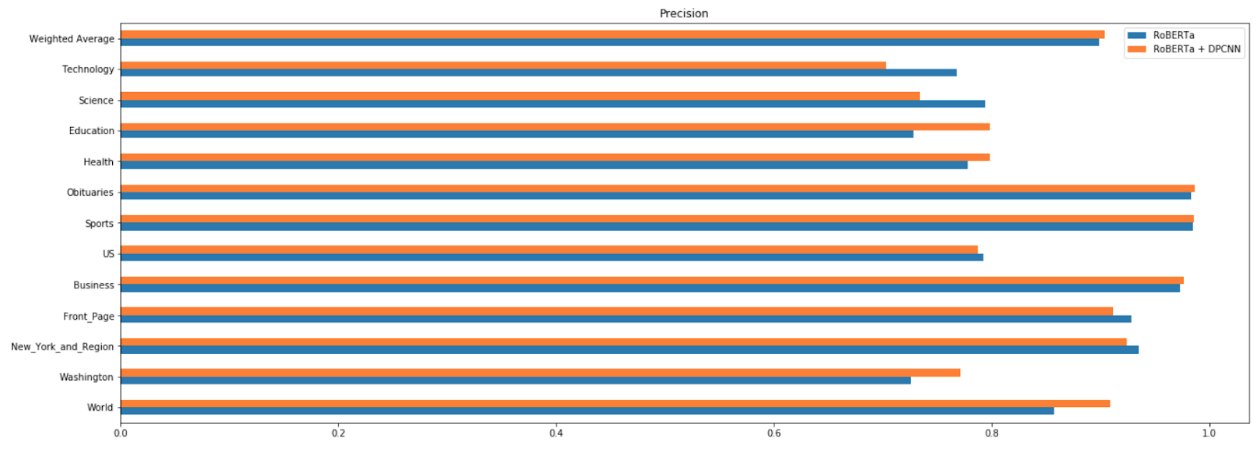 Precision
RoBERTa
RoBERTa + DPCNN
Weighted Average
Technology
Science
Education
Health
Obituaries
Sports
US
Business
Front_Page
New_York_and_Region
Washington
World
0.0 0.2 0.4 0.6 0.8 1.0